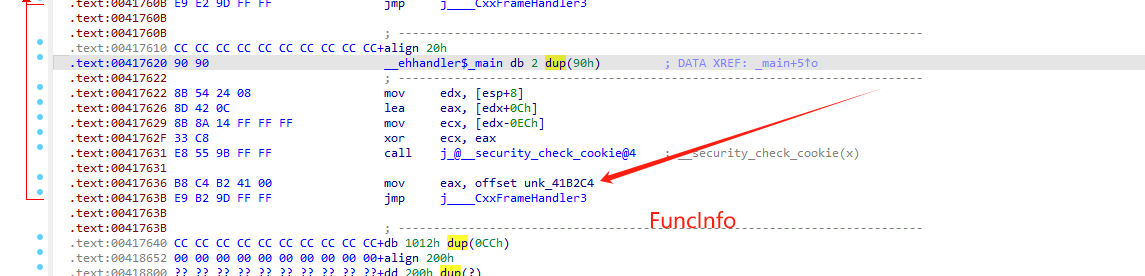 .text:0041760B E9 E2 9D FF FF jmp j____CxxFrameHandler3
.text:0041760B
.text:0041760B ; ---------------------------------------------------------------------------
.text:00417610 CC CC CC CC CC CC CC CC CC CC+align 20h
.text:00417620 90 90 __ehhandler$_main db 2 dup(90h) ; DATA XREF: _main+5↑o
.text:00417622 ; ---------------------------------------------------------------------------
.text:00417622 8B 54 24 08 mov edx, [esp+8]
.text:00417626 8D 42 0C lea eax, [edx+0Ch]
.text:00417629 8B 8A 14 FF FF FF mov ecx, [edx-0ECh]
.text:0041762F 33 C8 xor ecx, eax
.text:00417631 E8 55 9B FF FF call j_@__security_check_cookie@4 ; __security_check_cookie(x)
.text:00417631
.text:00417636 B8 C4 B2 41 00 mov eax, offset unk_41B2C4
.text:0041763B E9 B2 9D FF FF jmp j____CxxFrameHandler3
.text:0041763B
FuncInfo
.text:0041763B ; ---------------------------------------------------------------------------
.text:00417640 CC CC CC CC CC CC CC CC CC CC+db 1012h dup(0CCh)
.text:00418652 00 00 00 00 00 00 00 00 00 00+align 200h
.text:00418800 ?? ?? ?? ?? ?? ?? ?? ?? ?? ??+dd 200h dup(?)